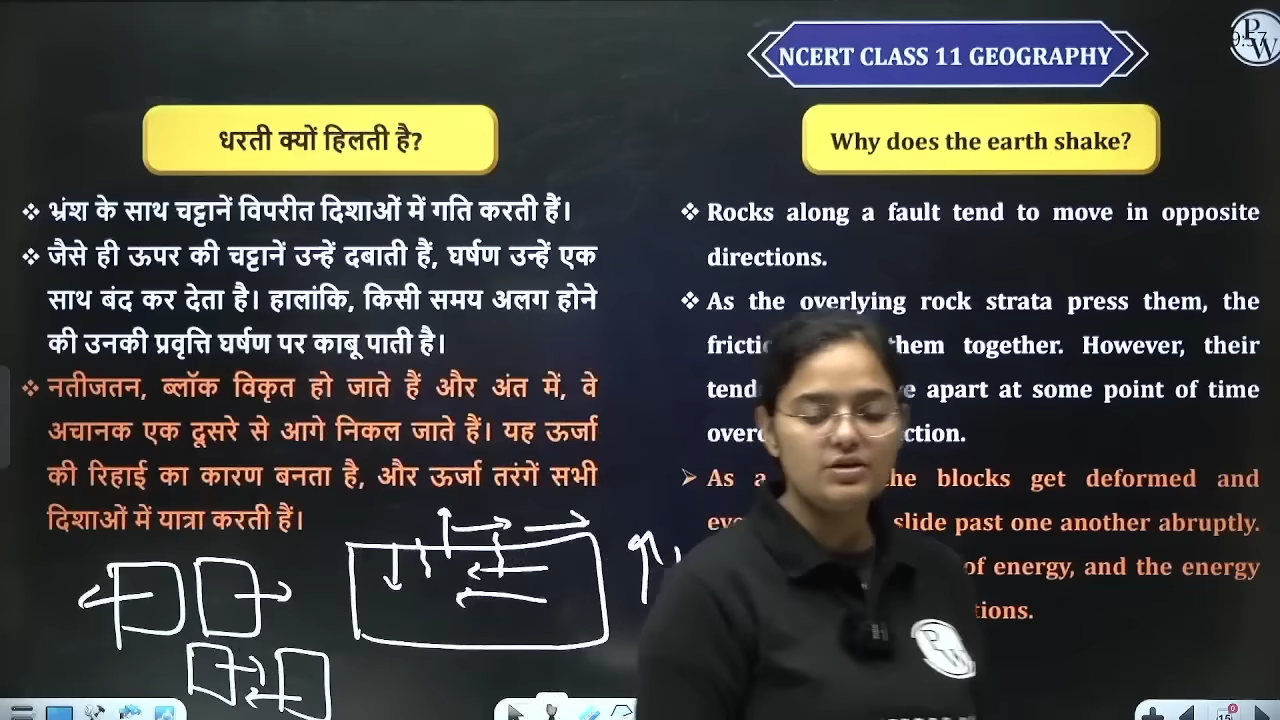 NCERT CLASS 11 GEOGRAPHY
PW
धरती क्यों हिलती है?
❖ भ्रंश के साथ चट्टानें विपरीत दिशाओं में गति करती हैं।
❖ जैसे ही ऊपर की चट्टानें उन्हें दबाती हैं, घर्षण उन्हें एक
साथ बंद कर देता है। हालांकि, किसी समय अलग होने
की उनकी प्रवृत्ति घर्षण पर काबू पाती है।
❖ नतीजतन, ब्लॉक विकृत हो जाते हैं और अंत में, वे
अचानक एक दूसरे से आगे निकल जाते हैं। यह ऊर्जा
की रिहाई का कारण बनता है, और ऊर्जा तरंगें सभी
दिशाओं में यात्रा करती हैं।
Why does the earth shake?
❖ Rocks along a fault tend to move in opposite
directions.
❖ As the overlying rock strata press them, the
them together. However, their
apart at some point of time
➢ As a blocks get deformed and
slide past one another abruptly.
of energy, and the energy
PW
15